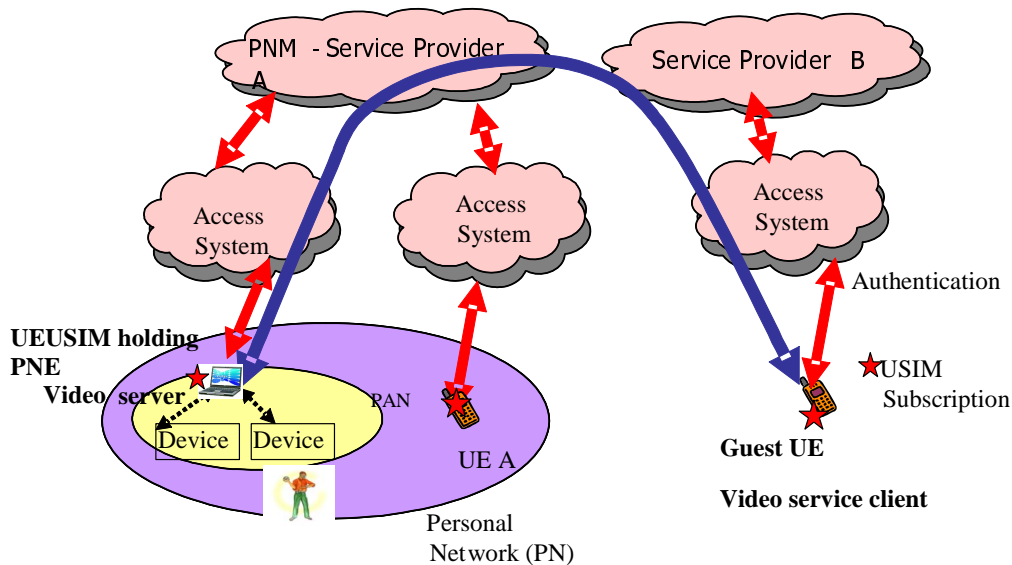 PNM - Service Provider
A
Service Provider B
Access
System
Access
System
Access
System
Authentication
UEUSIM holding
PNE
Video server
PAN
USIM
Subscription
Device
Device
UE A
Guest UE
Video service client
Personal
Network (PN)